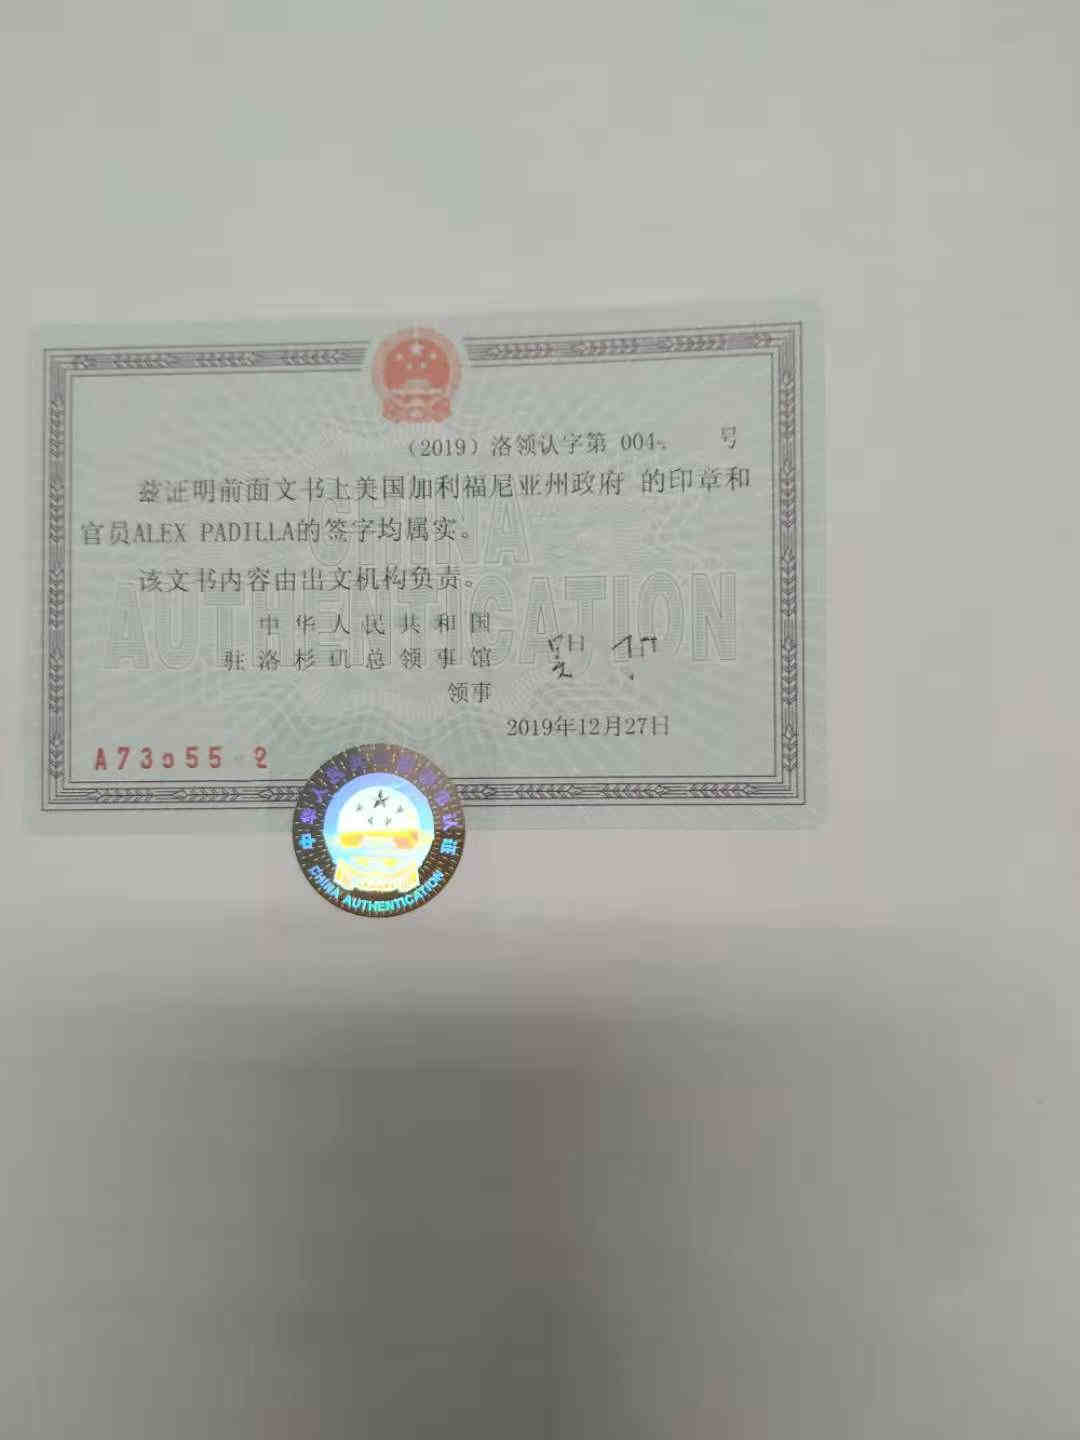 （2019）洛领认字第 004 号
兹证明前面文书上美国加利福尼亚州政府 的印章和
官员ALEX PADILLA的签字均属实。
该文书内容由出文机构负责。
CHINA
AUTHENTICATION
中华人民共和国
驻洛杉矶总领事馆
领事
2019年12月27日
CHINA AUTHENTICATION